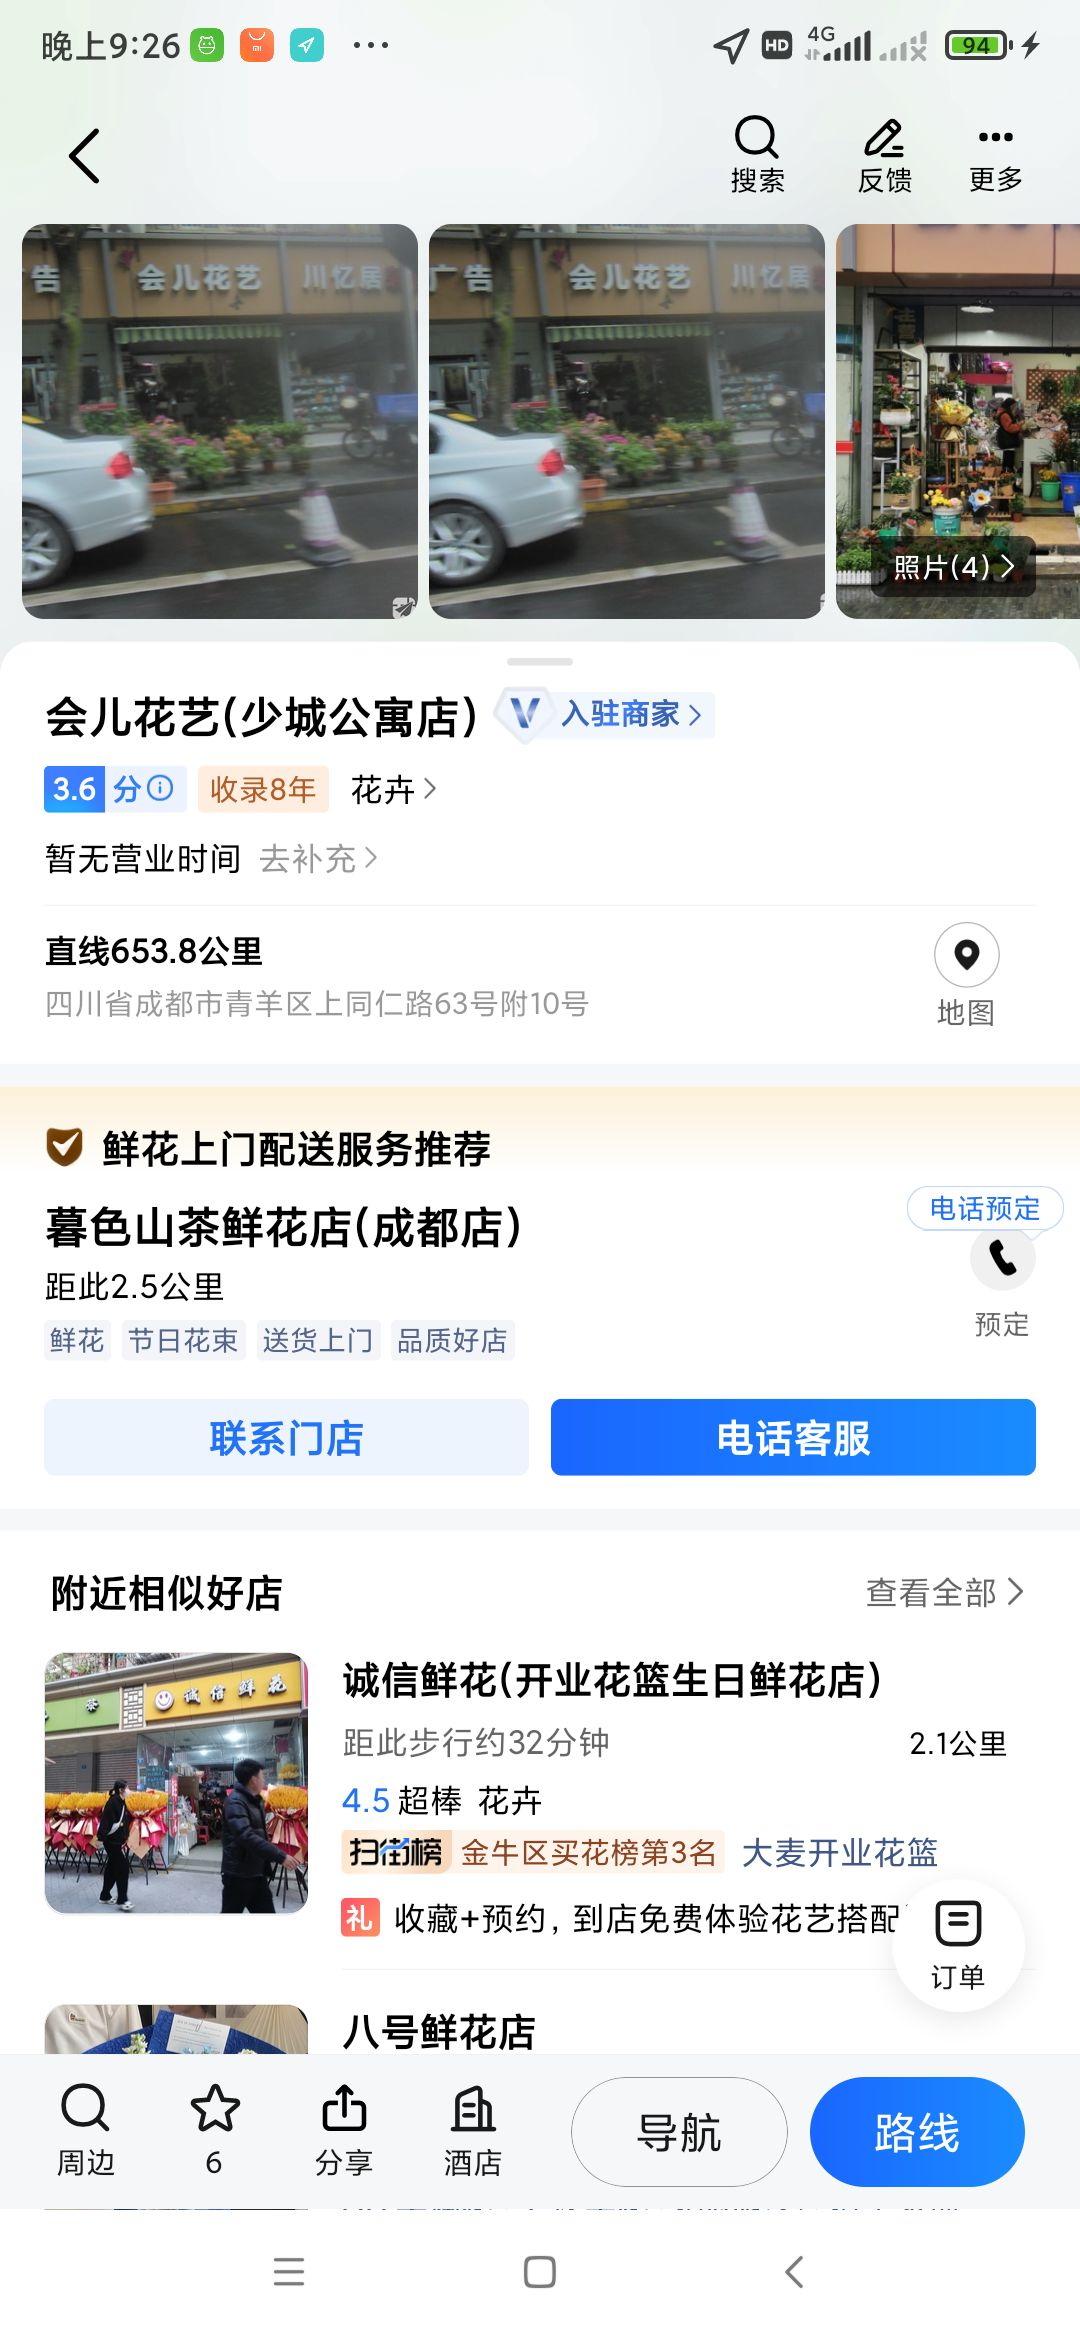 晚上9:26
HD
4G
94
搜索
反馈
更多
告
会儿花艺
川忆居
广告
会儿花艺
川忆居
照片(4)
会儿花艺(少城公寓店)
V 入驻商家
3.6分
收录8年
花卉
暂无营业时间 去补充
直线653.8公里
四川省成都市青羊区上同仁路63号附10号
地图
鲜花上门配送服务推荐
暮色山茶鲜花店(成都店)
电话预定
距此2.5公里
预定
鲜花 节日花束 送货上门 品质好店
联系门店
电话客服
附近相似好店
查看全部
茶
诚信鲜花
诚信鲜花(开业花篮生日鲜花店)
距此步行约32分钟
2.1公里
4.5 超棒 花卉
扫街榜 金牛区买花榜第3名 大麦开业花篮
礼 收藏+预约,到店免费体验花艺搭配
订单
八号鲜花店
周边
6
分享
酒店
导航
路线